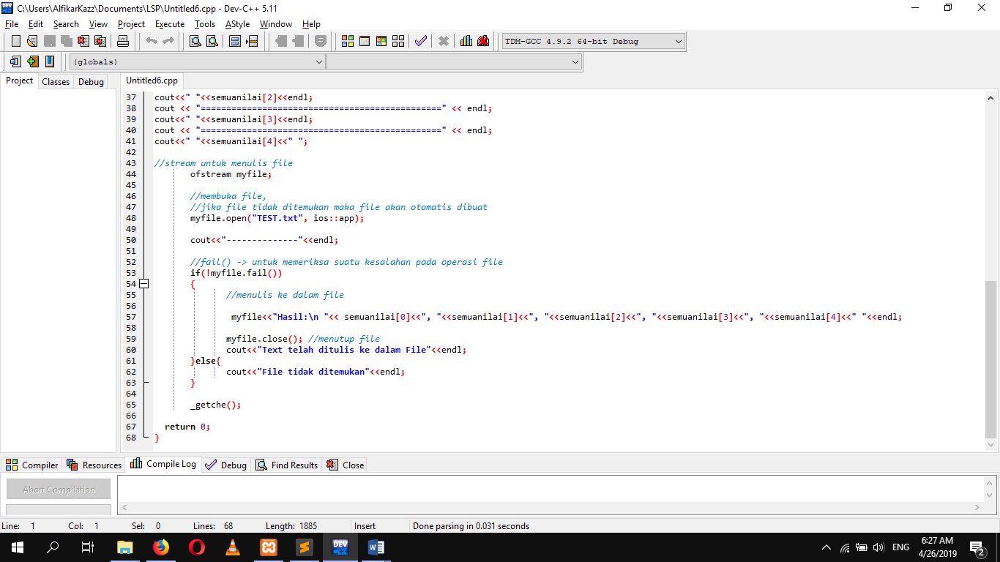 C:\Users\AlfikarKazz\Documents\LSP\Untitled6.cpp - Dev-C++ 5.11
File Edit Search View Project Execute Tools AStyle Window Help
TDM-GCC 4.9.2 64-bit Debug
(globals)
Project Classes Debug
Untitled6.cpp
37 cout<<" "<<semuanilai[2]<<endl;
38 cout << "===============================================" << endl;
39 cout<<" "<<semuanilai[3]<<endl;
40 cout << "===============================================" << endl;
41 cout<<" "<<semuanilai[4]<<" ";
42
43 //stream untuk menulis file
44 ofstream myfile;
45
46 //membuka file,
47 //jika file tidak ditemukan maka file akan otomatis dibuat
48 myfile.open("TEST.txt", ios::app);
49
50 cout<<"--------------"<<endl;
51
52 //fail() -> untuk memeriksa suatu kesalahan pada operasi file
53 if(!myfile.fail())
54 {
55 //menulis ke dalam file
56
57 myfile<<"Hasil:\n "<< semuanilai[0]<<", "<<semuanilai[1]<<", "<<semuanilai[2]<<", "<<semuanilai[3]<<", "<<semuanilai[4]<<" "<<endl;
58
59 myfile.close(); //menutup file
60 cout<<"Text telah ditulis ke dalam File"<<endl;
61 }else{
62 cout<<"File tidak ditemukan"<<endl;
63 }
64
65 _getche();
66
67 return 0;
68 }
Compiler Resources Compile Log Debug Find Results Close
Abort Compilation
Line: 1 Col: 1 Sel: 0 Lines: 68 Length: 1885 Insert Done parsing in 0.031 seconds
DEV
ENG
6:27 AM
4/26/2019
2